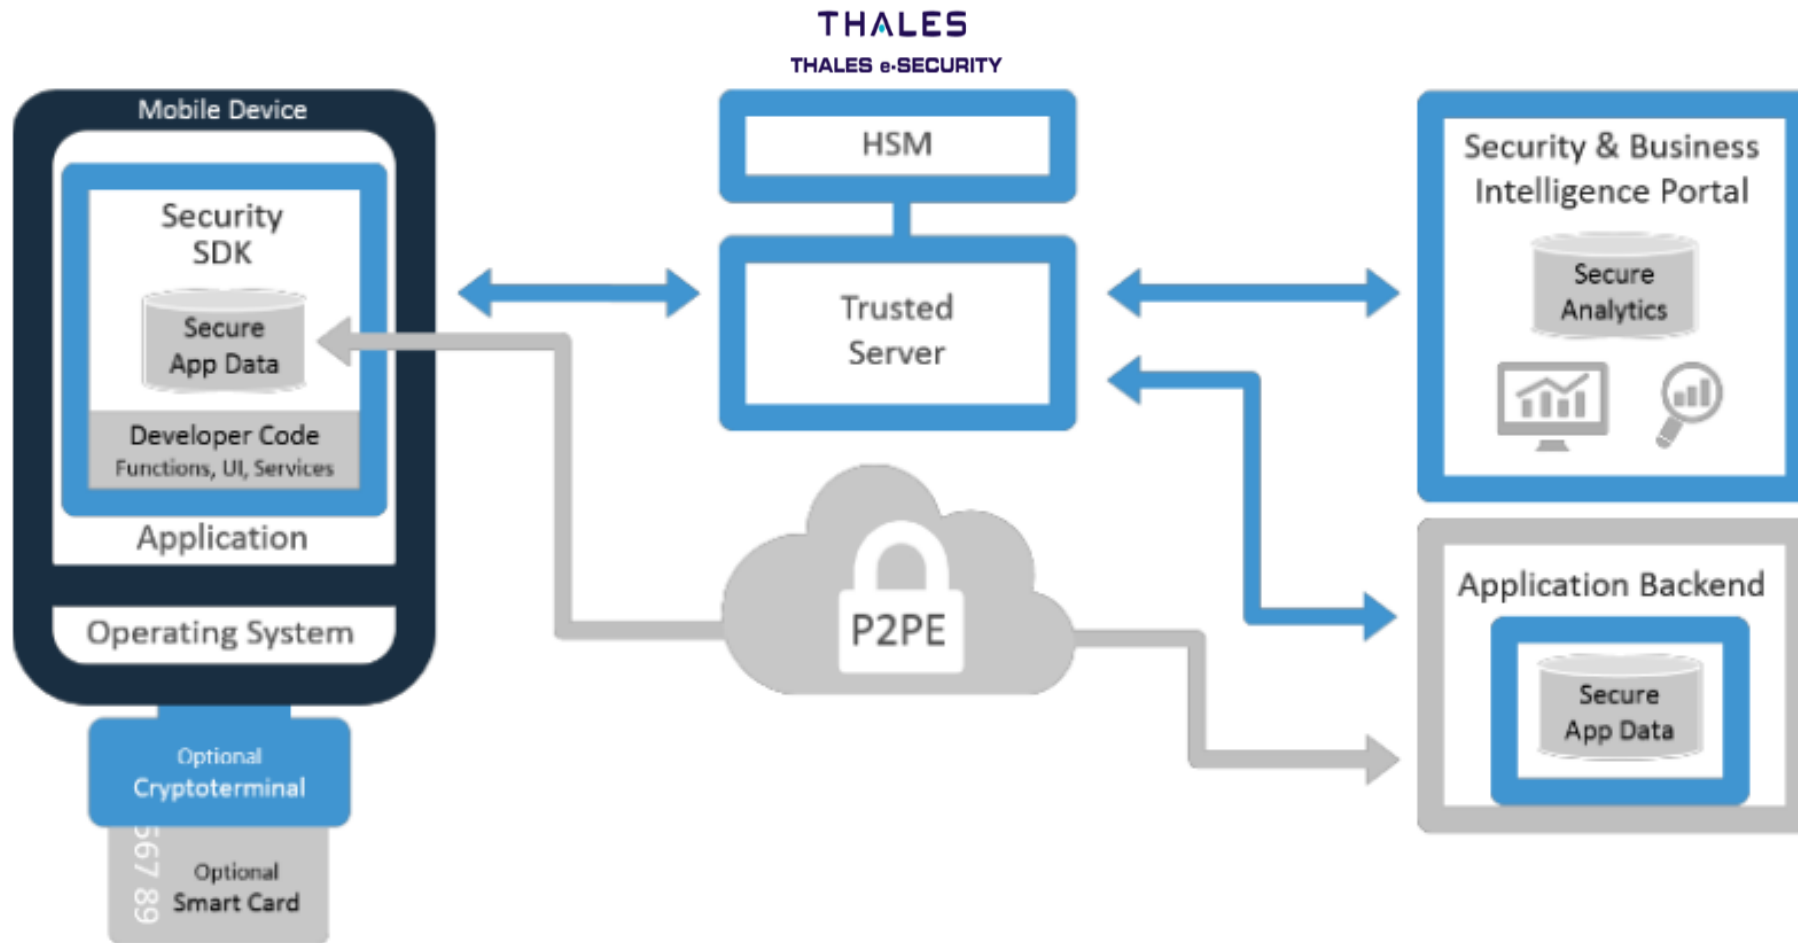 THALES
THALES e-SECURITY
Mobile Device
Security
SDK
Secure
App Data
Developer Code
Functions, UI, Services
Application
Operating System
Optional
Cryptoterminal
567 89
Optional
Smart Card
HSM
Trusted
Server
P2PE
Security & Business
Intelligence Portal
Secure
Analytics
Application Backend
Secure
App Data